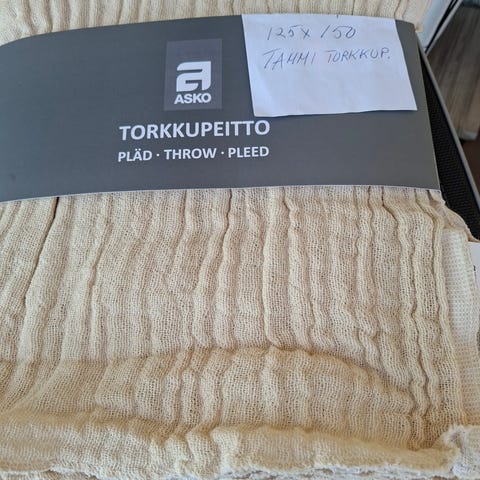 ASKO
TORKKUPEITTO
PLÄD · THROW · PLEED
125 x 150
TAMMI TORKKUP.